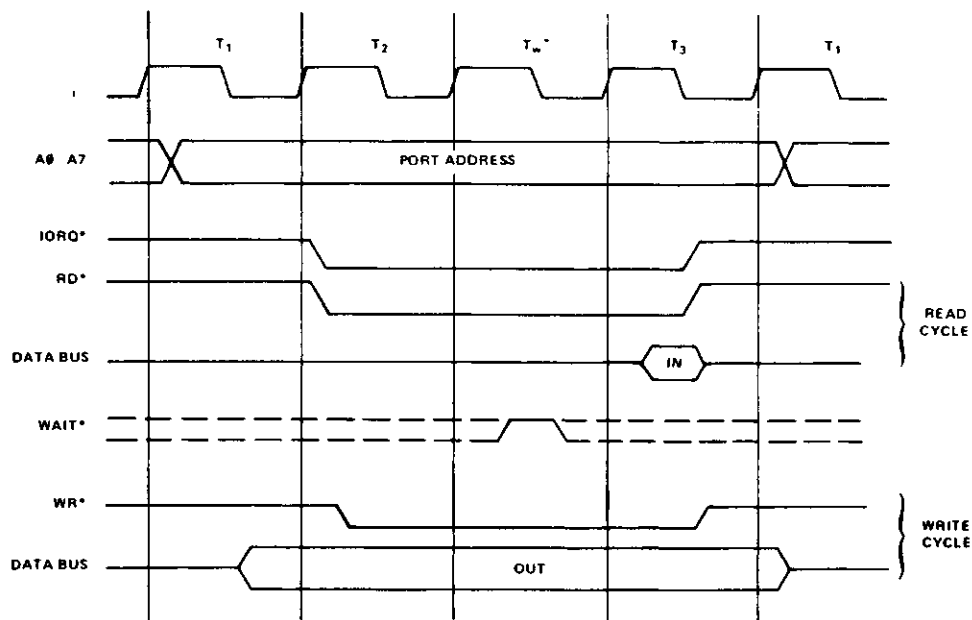 T1 T2 Tw* T3 T1
A0 A7
PORT ADDRESS
IORQ*
RD*
READ
CYCLE
DATA BUS
IN
WAIT*
WR*
WRITE
CYCLE
DATA BUS
OUT